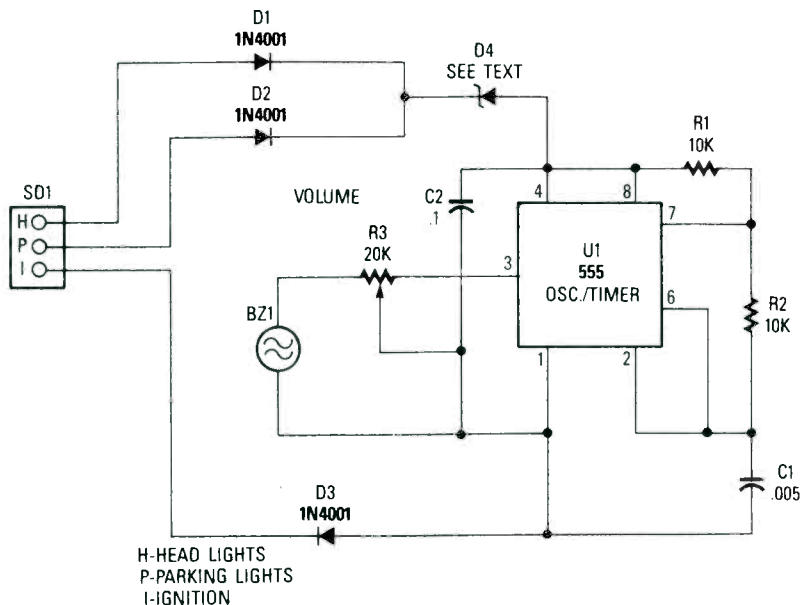 D1
1N4001
D4
SEE TEXT
D2
1N4001
R1
10K
SD1
VOLUME
C2
.1
4
8
7
H
P
I
R3
20K
3
U1
555
OSC./TIMER
6
R2
10K
BZ1
1
2
C1
.005
D3
1N4001
H-HEAD LIGHTS
P-PARKING LIGHTS
I-IGNITION